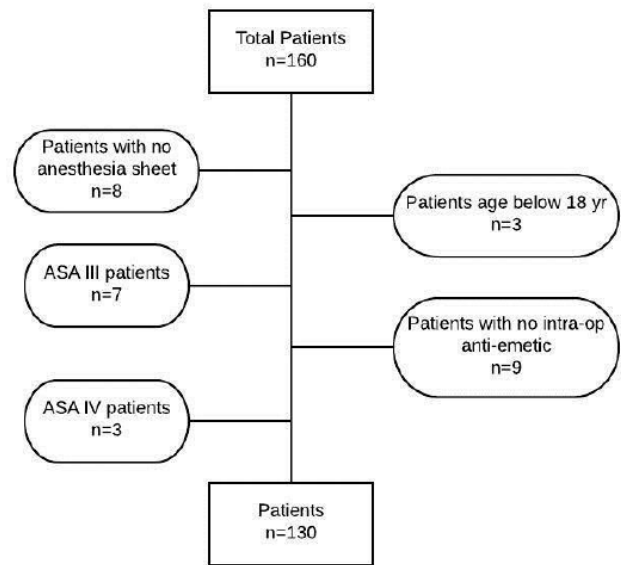 Total Patients
n=160
Patients with no
anesthesia sheet
n=8
Patients age below 18 yr
n=3
ASA III patients
n=7
Patients with no intra-op
anti-emetic
n=9
ASA IV patients
n=3
Patients
n=130